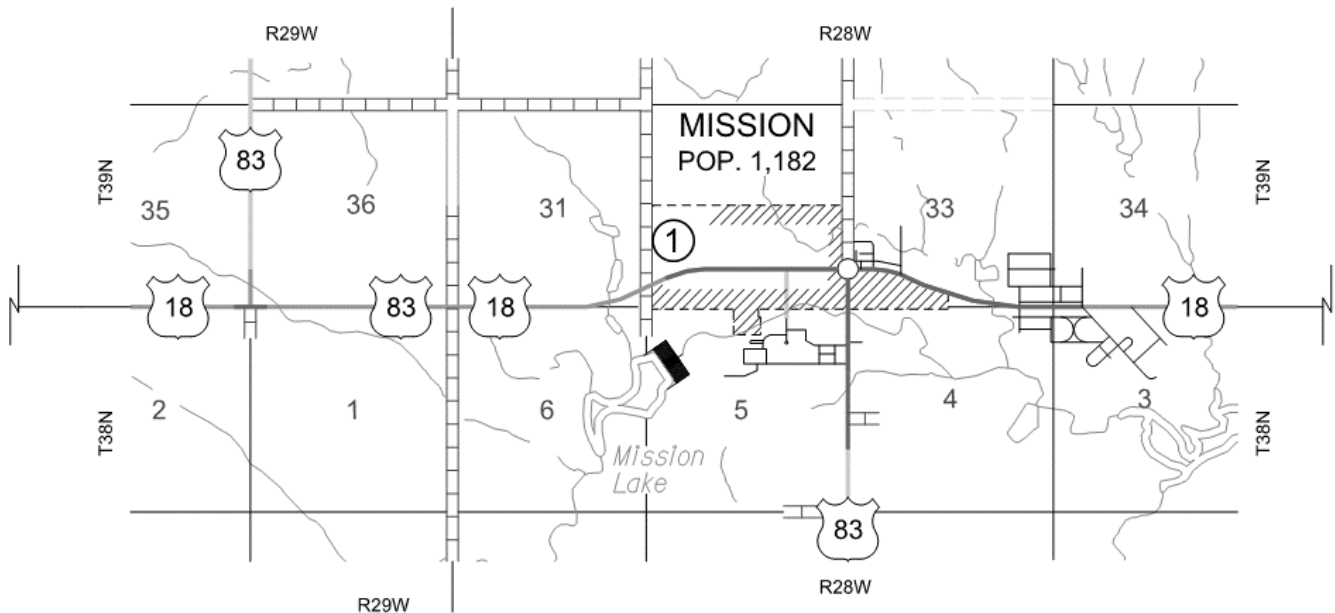 R29W
R28W
MISSION
POP. 1,182
83
T39N
T39N
35
36
31
33
34
1
18
83
18
18
N
N
2
1
6
5
4
3
T38N
T38N
Mission
Lake
83
R28W
R29W